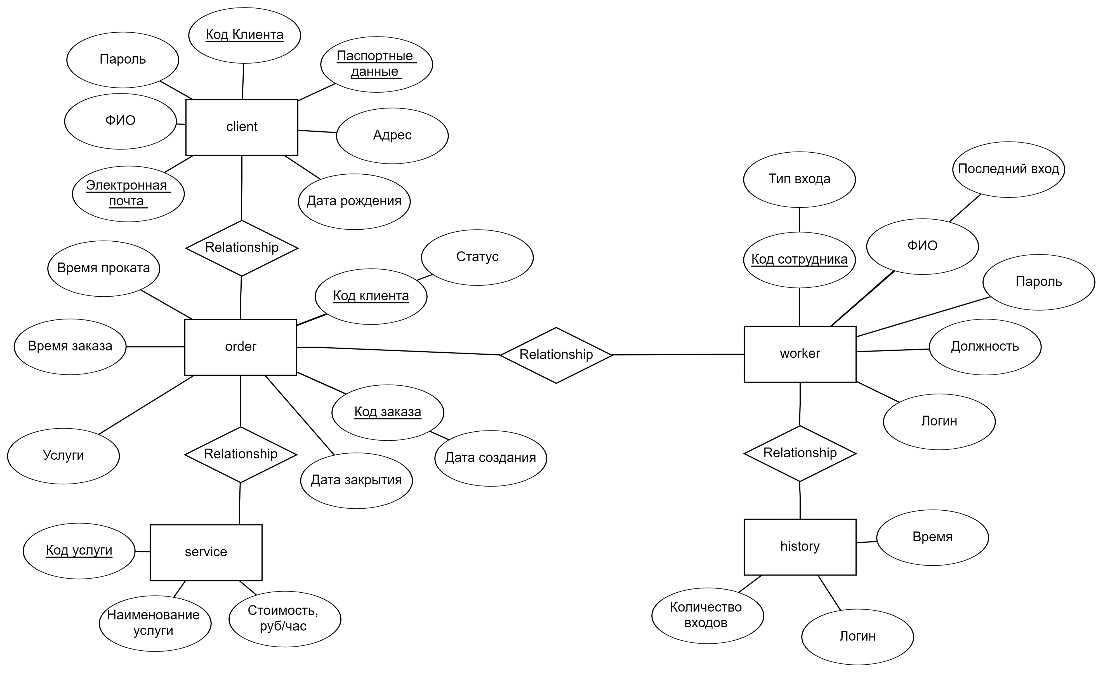 Код Клиента
Пароль
Паспортные
данные
ФИО
client
Адрес
Электронная
почта
Дата рождения
Relationship
Тип входа
Последний вход
Время проката
Код клиента
Статус
Код сотрудника
ФИО
Пароль
Время заказа
order
Relationship
worker
Должность
Код заказа
Логин
Услуги
Relationship
Дата закрытия
Дата создания
Relationship
Код услуги
service
history
Время
Наименование
услуги
Стоимость,
руб/час
Количество
входов
Логин